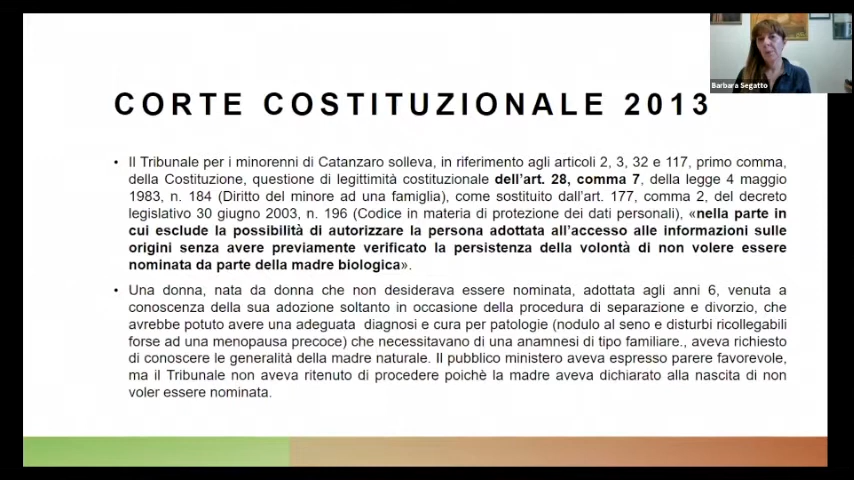 Barbara Segatto
CORTE COSTITUZIONALE 2013
• Il Tribunale per i minorenni di Catanzaro solleva, in riferimento agli articoli 2, 3, 32 e 117, primo comma,
della Costituzione, questione di legittimità costituzionale dell'art. 28, comma 7, della legge 4 maggio
1983, n. 184 (Diritto del minore ad una famiglia), come sostituito dall'art. 177, comma 2, del decreto
legislativo 30 giugno 2003, n. 196 (Codice in materia di protezione dei dati personali), «nella parte in
cui esclude la possibilità di autorizzare la persona adottata all'accesso alle informazioni sulle
origini senza avere previamente verificato la persistenza della volontà di non volere essere
nominata da parte della madre biologica».
• Una donna, nata da donna che non desiderava essere nominata, adottata agli anni 6, venuta a
conoscenza della sua adozione soltanto in occasione della procedura di separazione e divorzio, che
avrebbe potuto avere una adeguata diagnosi e cura per patologie (nodulo al seno e disturbi ricollegabili
forse ad una menopausa precoce) che necessitavano di una anamnesi di tipo familiare., aveva richiesto
di conoscere le generalità della madre naturale. Il pubblico ministero aveva espresso parere favorevole,
ma il Tribunale non aveva ritenuto di procedere poichè la madre aveva dichiarato alla nascita di non
voler essere nominata.